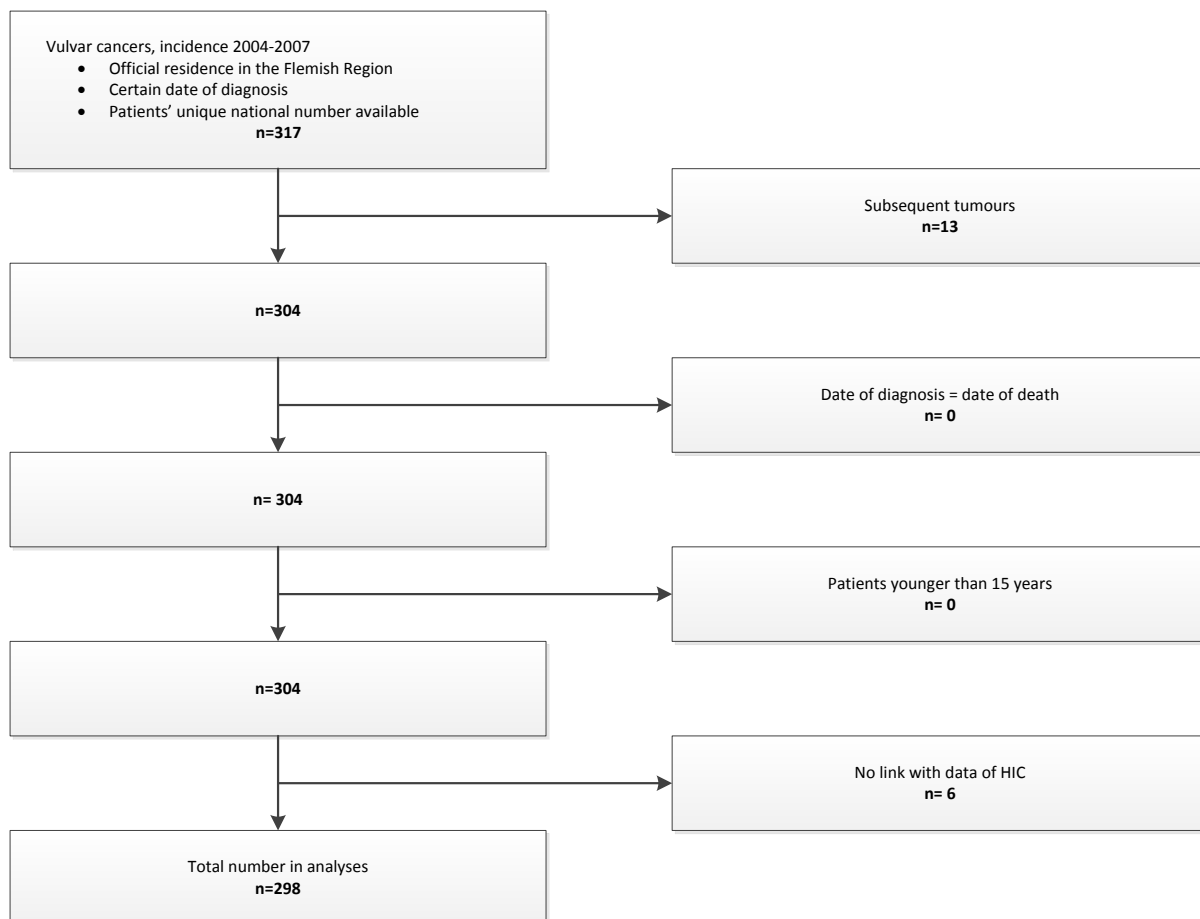 Vulvar cancers, incidence 2004-2007
• Official residence in the Flemish Region
• Certain date of diagnosis
• Patients’ unique national number available
n=317
Subsequent tumours
n=13
n=304
Date of diagnosis = date of death
n= 0
n= 304
Patients younger than 15 years
n= 0
n=304
No link with data of HIC
n= 6
Total number in analyses
n=298